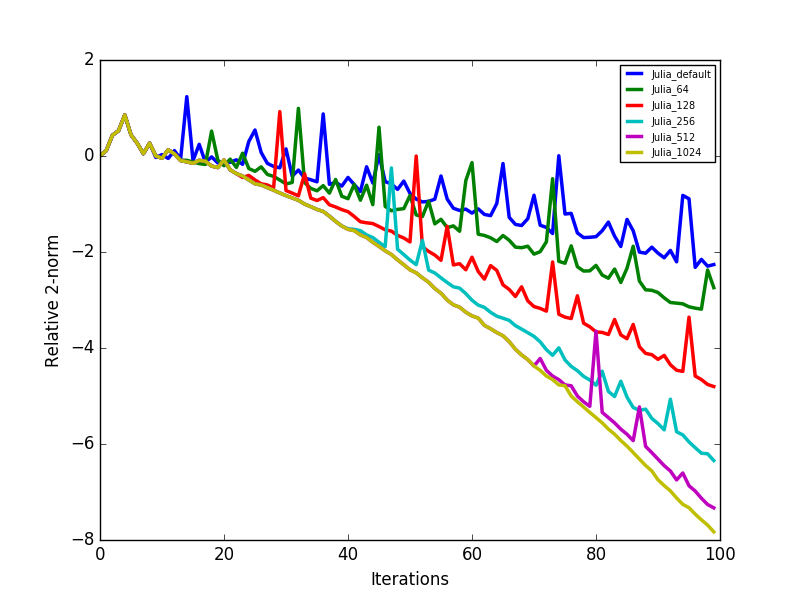 2
0
−2
−4
−6
−8
0
20
40
60
80
100
Relative 2-norm
Iterations
Julia_default
Julia_64
Julia_128
Julia_256
Julia_512
Julia_1024